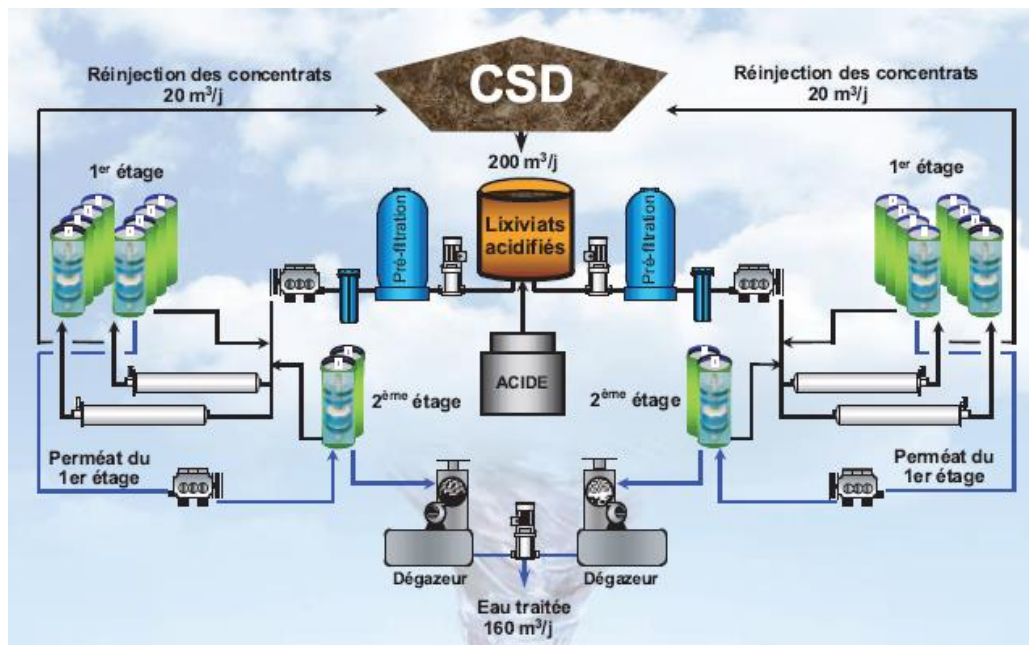 Réinjection des concentrats
20 m³/j
CSD
Réinjection des concentrats
20 m³/j
200 m³/j
1er étage
1er étage
Pré-filtration
Lixiviats
acidifiés
Pré-filtration
ACIDE
2ème étage
2ème étage
Perméat du
1er étage
Perméat du
1er étage
Dégazeur
Dégazeur
Eau traitée
160 m³/j